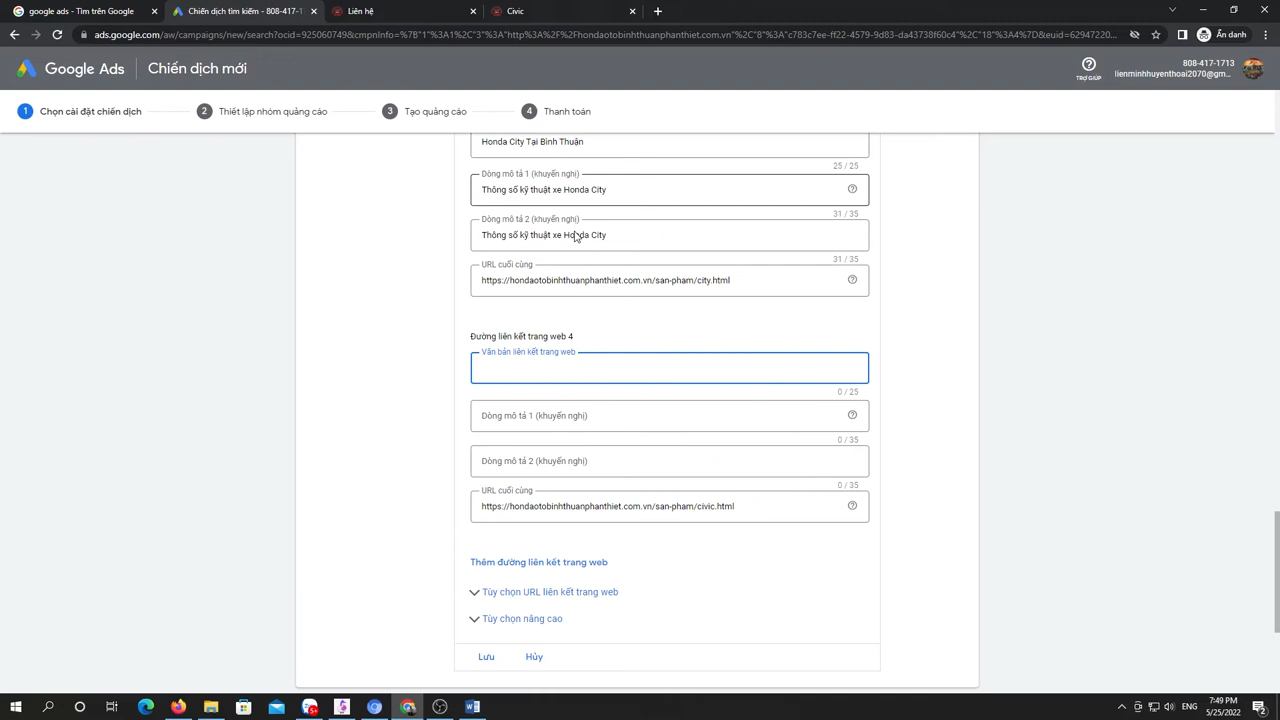 google ads - Tìm trên Google
Chiến dịch tìm kiếm - 808-417-1
Liên hệ
Civic
ads.google.com/aw/campaigns/new/search?ocid=925060749&cmpnInfo=%7B"1"%3A1%2C"3"%3A"http%3A%2F%2Fhondaotobinhthuanphanthiet.com.vn"%2C"8"%3A"c783c7ee-ff22-4579-9d83-da43738f60c4"%2C"18"%3A4%7D&euid=62947220...
Ẩn danh
Google Ads
Chiến dịch mới
TRỢ GIÚP
808-417-1713
lienminhhuyenthoai2070@gm...
1 Chọn cài đặt chiến dịch
2 Thiết lập nhóm quảng cáo
3 Tạo quảng cáo
4 Thanh toán
Honda City Tại Bình Thuận
25 / 25
Dòng mô tả 1 (khuyến nghị)
Thông số kỹ thuật xe Honda City
31 / 35
Dòng mô tả 2 (khuyến nghị)
Thông số kỹ thuật xe Honda City
31 / 35
URL cuối cùng
https://hondaotobinhthuanphanthiet.com.vn/san-pham/city.html
Đường liên kết trang web 4
Văn bản liên kết trang web
0 / 25
Dòng mô tả 1 (khuyến nghị)
0 / 35
Dòng mô tả 2 (khuyến nghị)
0 / 35
URL cuối cùng
https://hondaotobinhthuanphanthiet.com.vn/san-pham/civic.html
Thêm đường liên kết trang web
Tùy chọn URL liên kết trang web
Tùy chọn nâng cao
Lưu
Hủy
5+
ENG
7:49 PM
5/25/2022
2